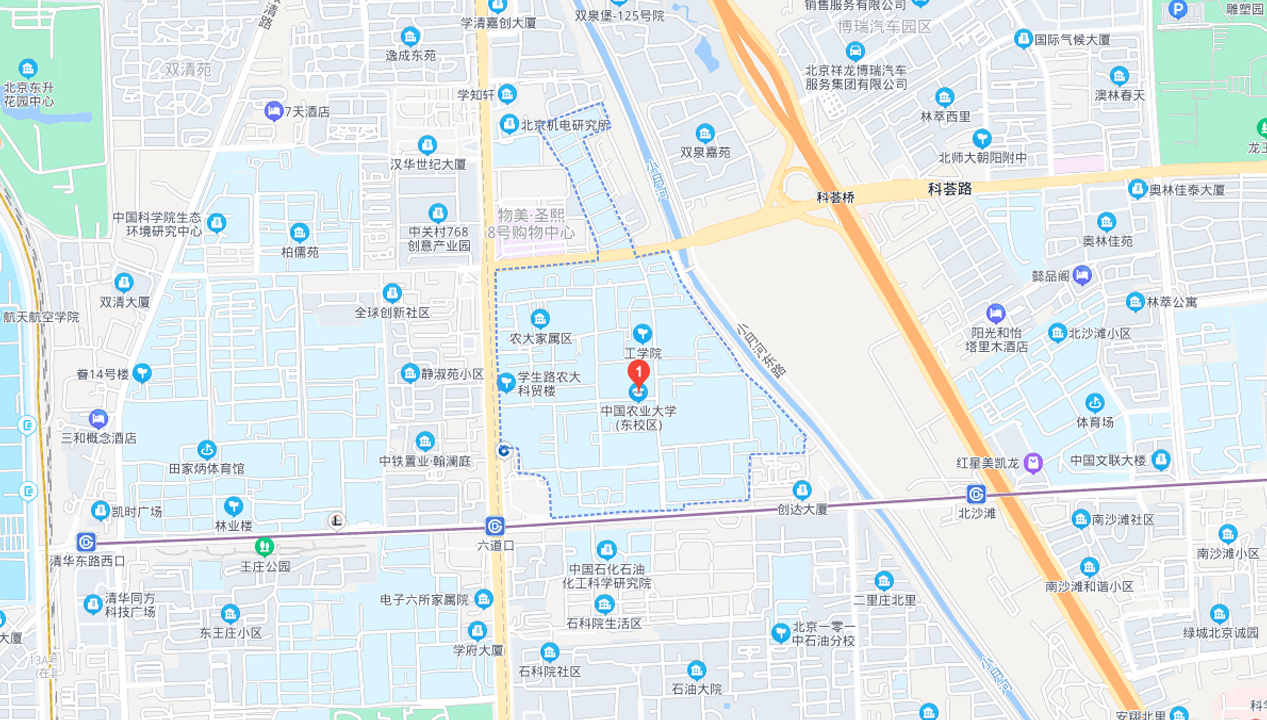 清
路
学清嘉创大厦
双泉堡-125号院
销售服务有限公司
博瑞汽车园区
P
雕塑园
逸成东苑
国际气候大厦
北京东升
花园中心
双清苑
北京祥龙博瑞汽车
服务集团有限公司
澳林春天
7天酒店
学知轩
林萃西里
北京机电研究所
汉华世纪大厦
双泉嘉苑
北师大朝阳附中
小月河
科荟桥
科荟路
奥林佳泰大厦
中国科学院生态
环境研究中心
中关村768
创意产业园
物美·圣熙
8号购物中心
柏儒苑
奥林佳苑
懿品阁
双清大厦
全球创新社区
林萃公寓
航天航空学院
农大家属区
工学院
小月河东路
阳光和怡
塔里木酒店
北沙滩小区
眷14号楼
静淑苑小区
学生路农大
科贸楼
1
中国农业大学
(东校区)
体育场
三和概念酒店
田家炳体育馆
中铁置业·翰澜庭
红星美凯龙
中国文联大楼
凯时广场
林业楼
创达大厦
北沙滩
南沙滩社区
清华东路西口
王庄公园
六道口
中国石化石油
化工科学研究院
南沙滩小区
南沙滩和谐小区
清华同方
科技广场
东王庄小区
电子六所家属院
石科院生活区
二里庄北里
大厦
学府大厦
北京一零一
中石油分校
绿城北京诚园
石科院社区
石油大院
小月河
13A
安翔北里
科学